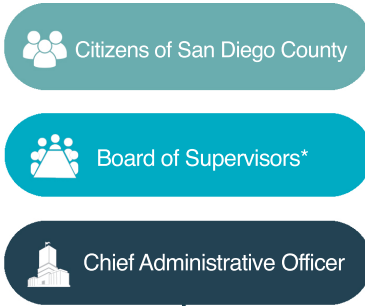 Citizens of San Diego County
Board of Supervisors*
Chief Administrative Officer